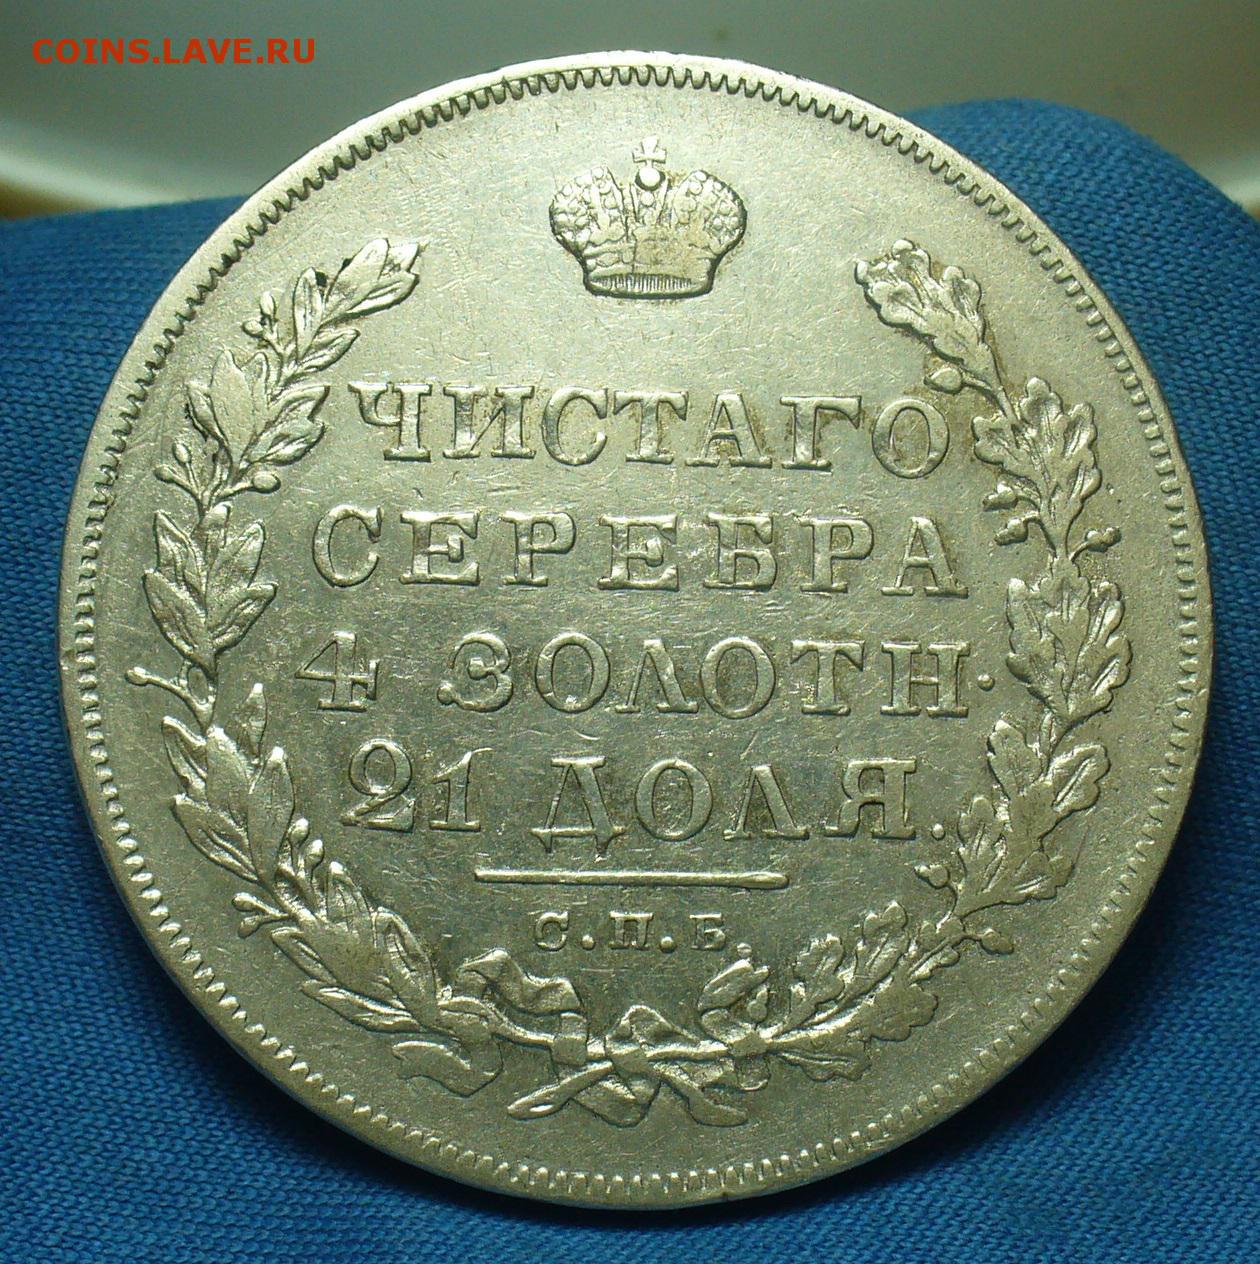 COINS.LAVE.RU
ЧИСТАГО
СЕРЕБРА
4 ЗОЛОТН.
21 ДОЛЯ.
С.П.Б.